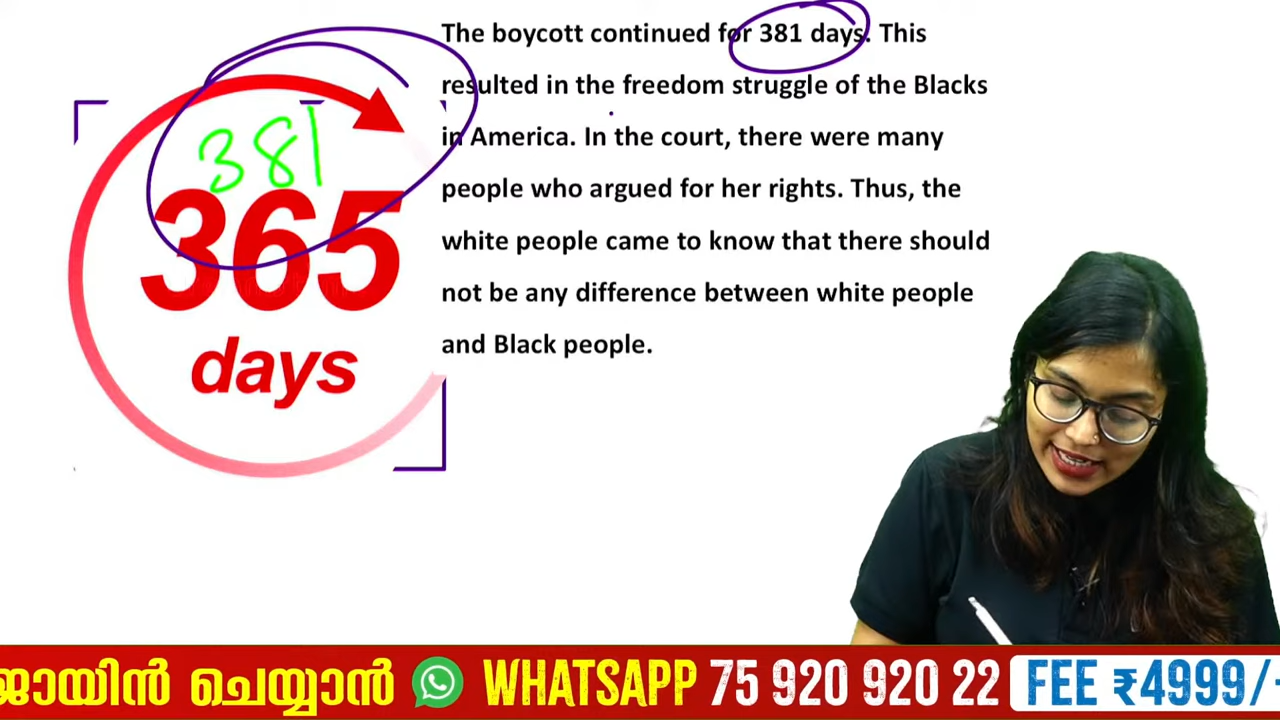 381
365
days
The boycott continued for 381 days. This
resulted in the freedom struggle of the Blacks
in America. In the court, there were many
people who argued for her rights. Thus, the
white people came to know that there should
not be any difference between white people
and Black people.
ജോയിൻ ചെയ്യാൻ WHATSAPP 75 920 920 22 FEE ₹4999/-